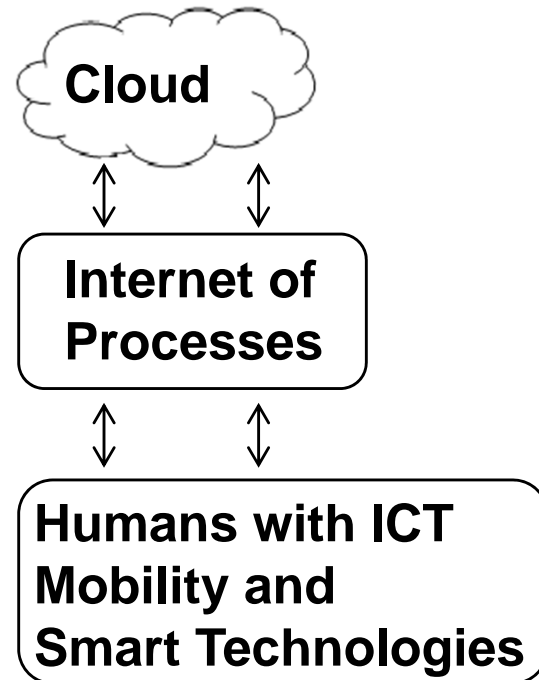 Cloud
Internet of
Processes
Humans with ICT
Mobility and
Smart Technologies